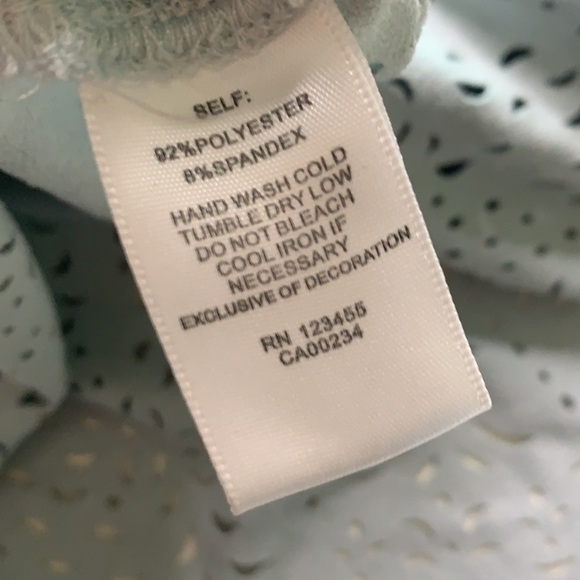 SELF:
92%POLYESTER
8%SPANDEX
HAND WASH COLD
TUMBLE DRY LOW
DO NOT BLEACH
COOL IRON IF
NECESSARY
EXCLUSIVE OF DECORATION
RN 123455
CA00234